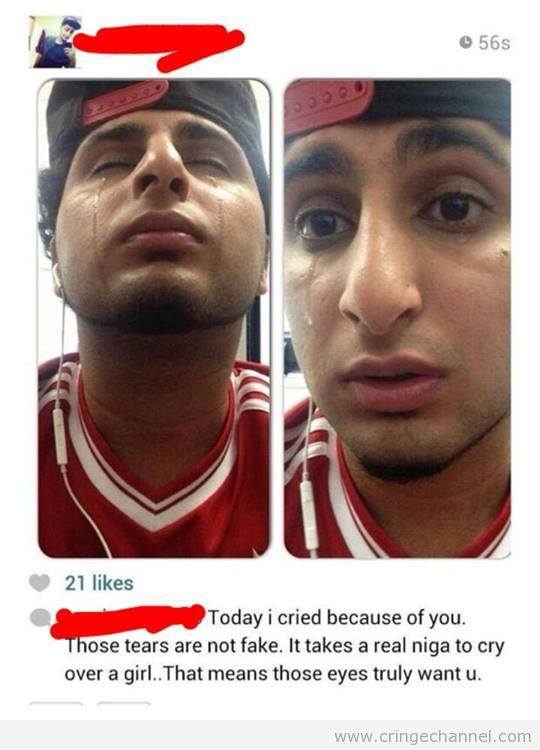 56s
21 likes
Today i cried because of you.
Those tears are not fake. It takes a real niga to cry
over a girl..That means those eyes truly want u.
www.cringechannel.com